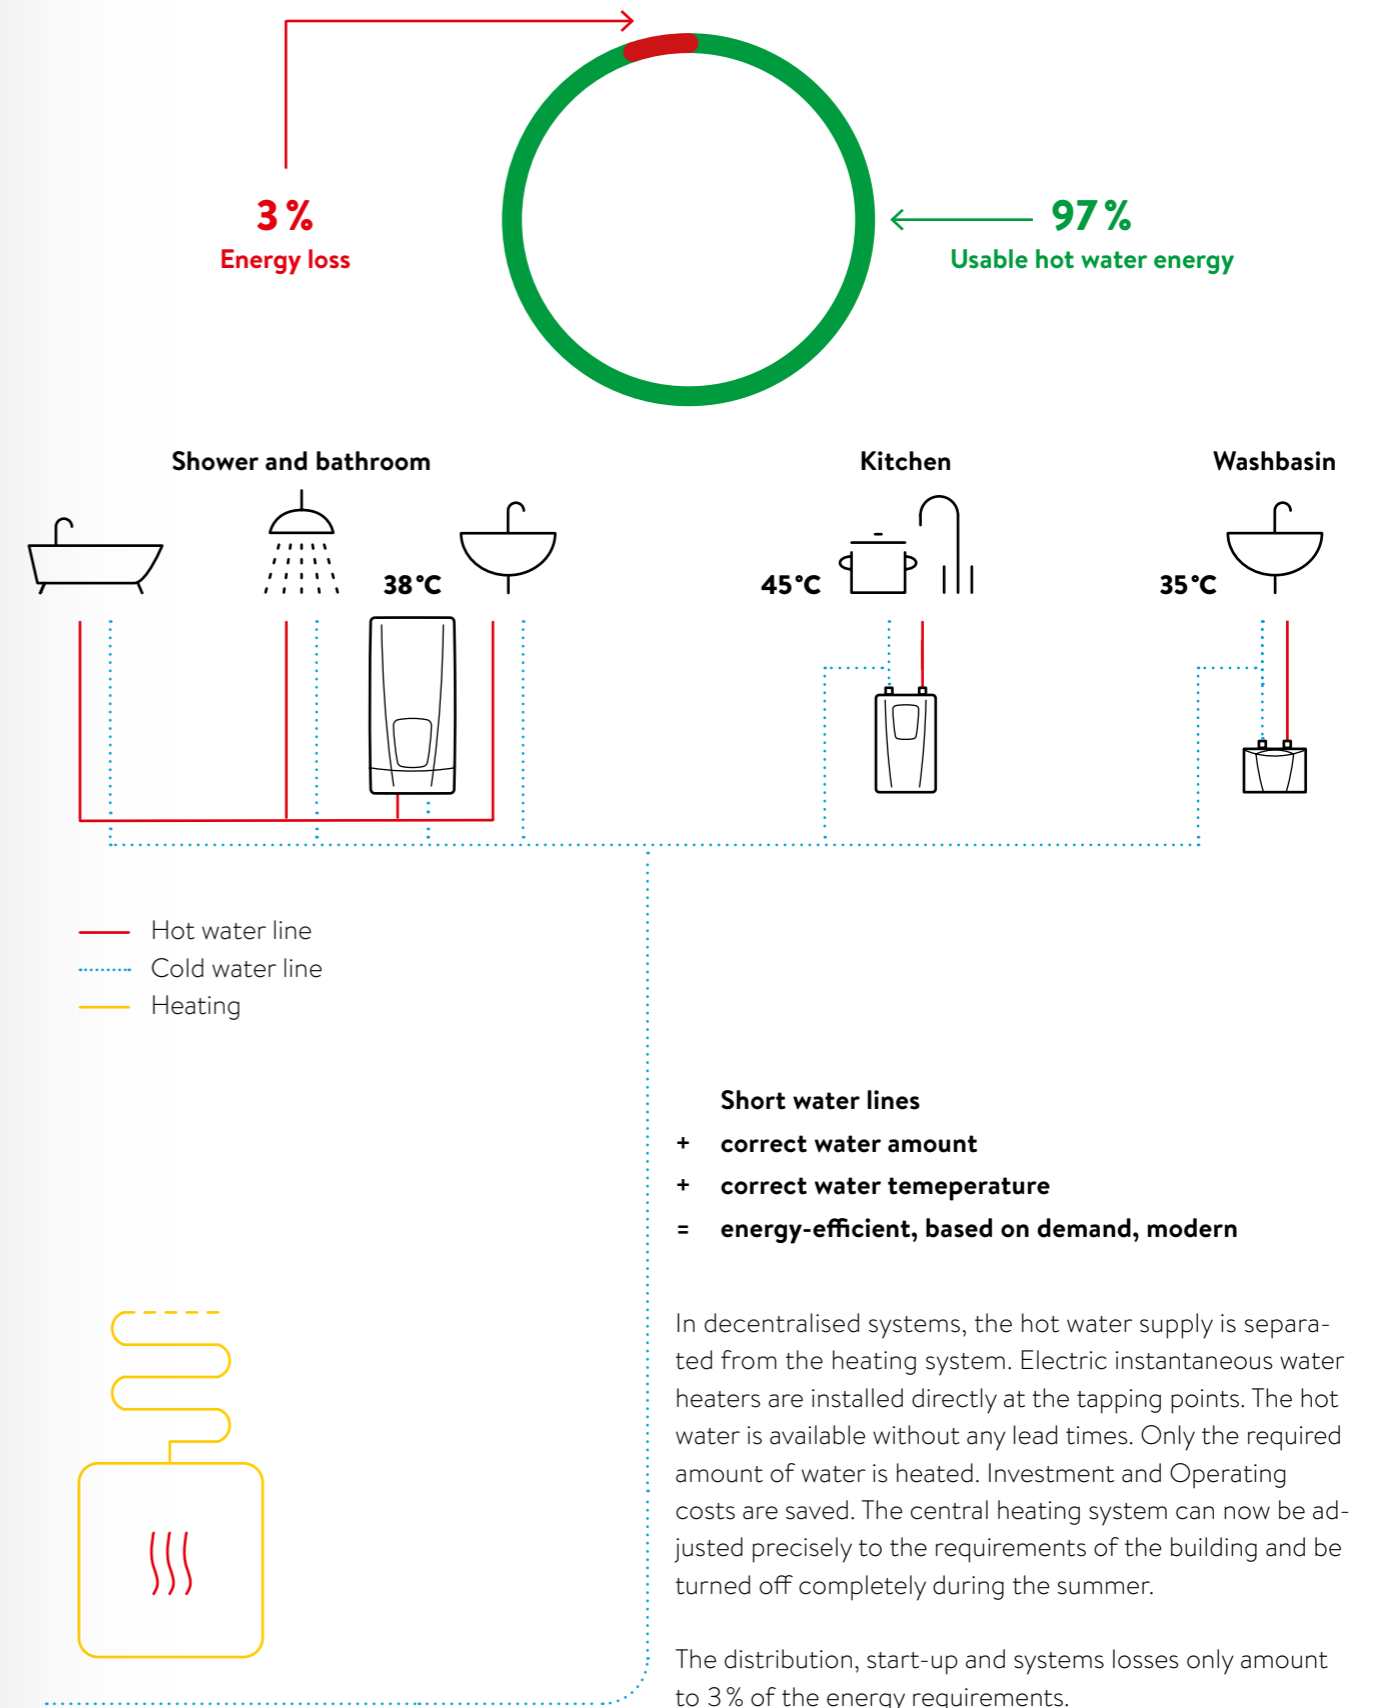 3 %
Energy loss
97 %
Usable hot water energy
Shower and bathroom
Kitchen
Washbasin
38 °C
45 °C
35 °C
Hot water line
Cold water line
Heating
Short water lines
+ correct water amount
+ correct water temeperature
= energy-efficient, based on demand, modern
In decentralised systems, the hot water supply is separa-
ted from the heating system. Electric instantaneous water
heaters are installed directly at the tapping points. The hot
water is available without any lead times. Only the required
amount of water is heated. Investment and Operating
costs are saved. The central heating system can now be ad-
justed precisely to the requirements of the building and be
turned off completely during the summer.
The distribution, start-up and systems losses only amount
to 3 % of the energy requirements.